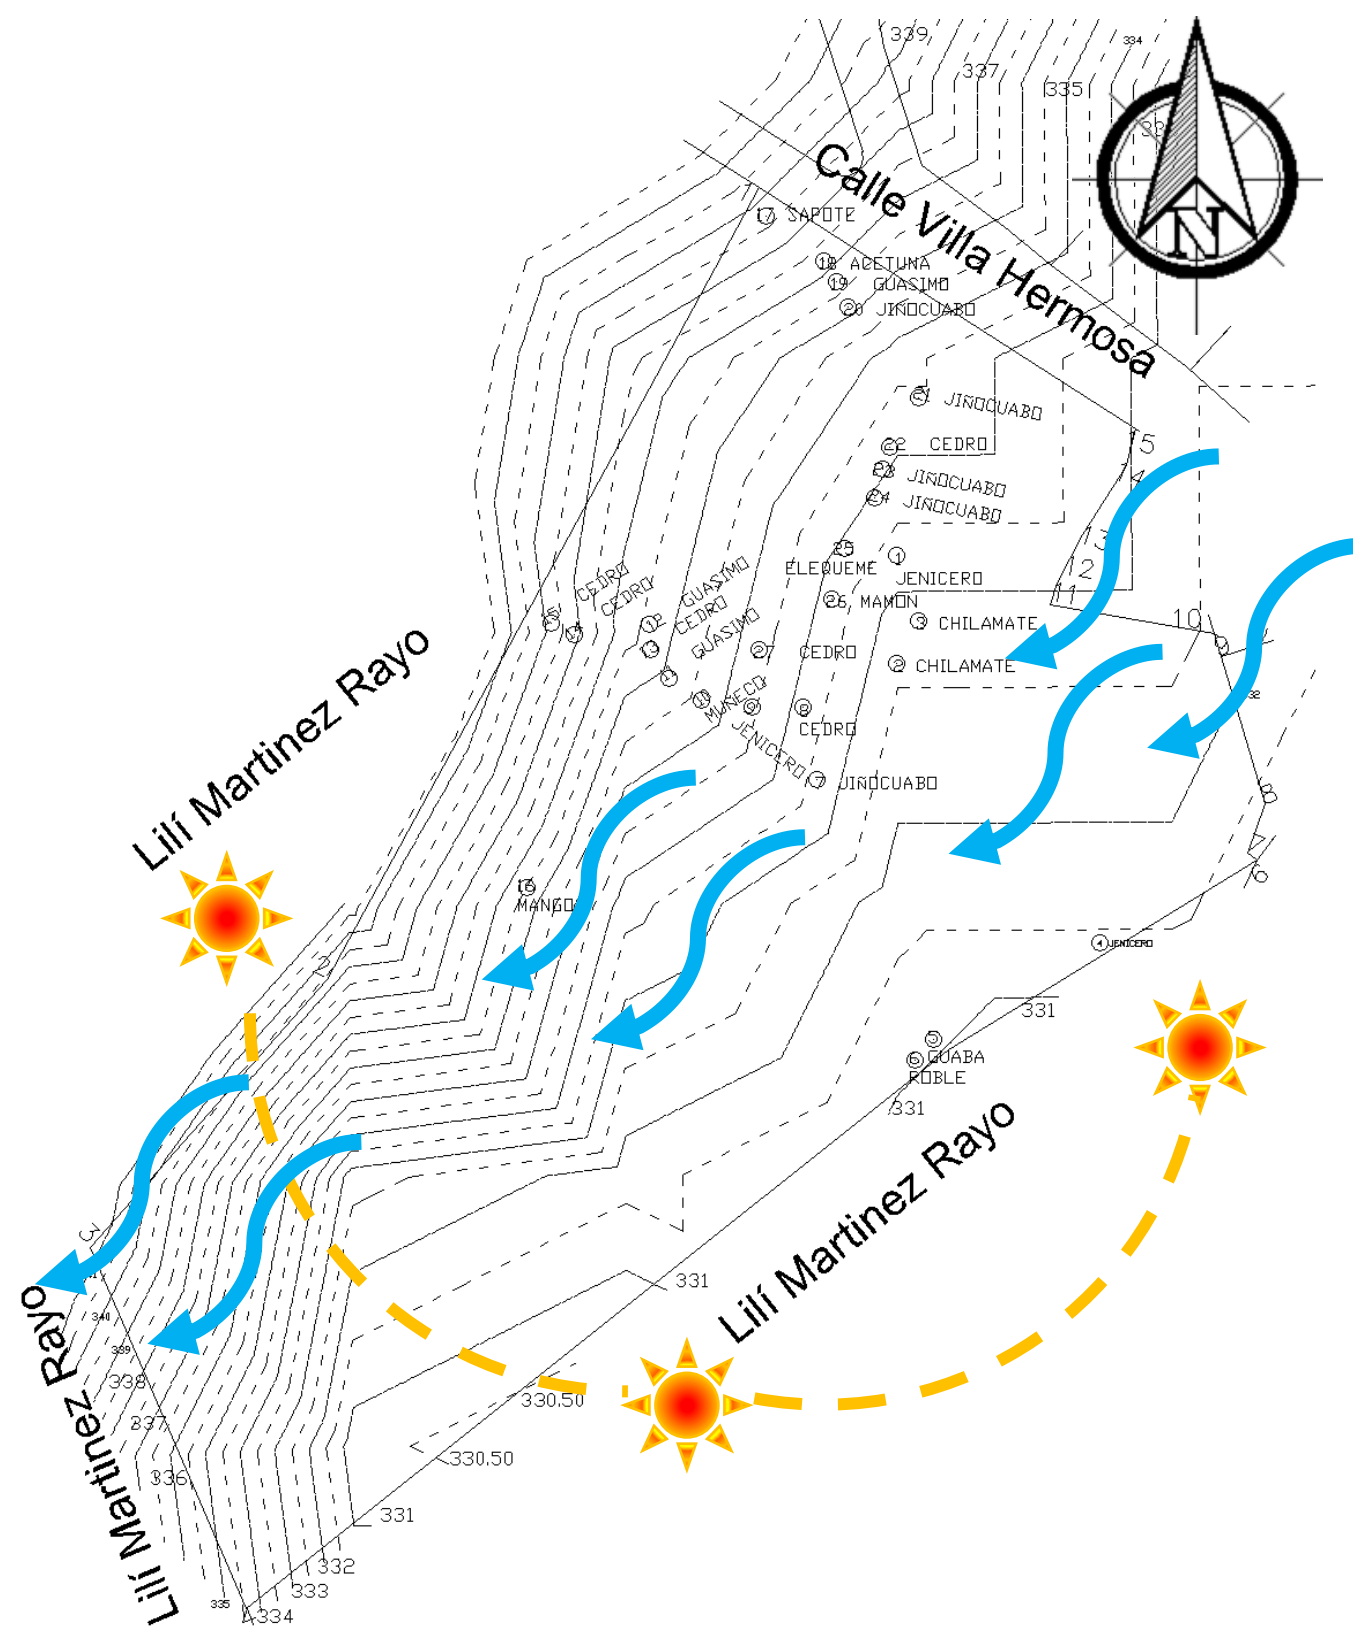 339
334
337
335
33
Calle Villa Hermosa
N
1
17 SAPOTE
18 ACETUNA
19 GUASIMO
20 JIÑOCUABO
21 JIÑOCUABO
22 CEDRO
23 JIÑOCUABO
24 JIÑOCUABO
15
14
13
12
11
10
9
8
7
6
25
ELEQUEME
1
JENICERO
26 MAMON
3 CHILAMATE
2 CHILAMATE
27 CEDRO
15 CEDRO
14 CEDRO
12 GUASIMO
13 CEDRO
11 GUASIMO
10
MUÑECO
9
JENICERO
8
CEDRO
7 JIÑOCUABO
32
Lilí Martinez Rayo
16
MANGO
4 JENICERO
2
331
5
6 GUABA
ROBLE
331
Lilí Martinez Rayo
3
331
340
339
338
337
336
335
Lilí Martinez Rayo
330.50
330.50
331
332
333
334
4